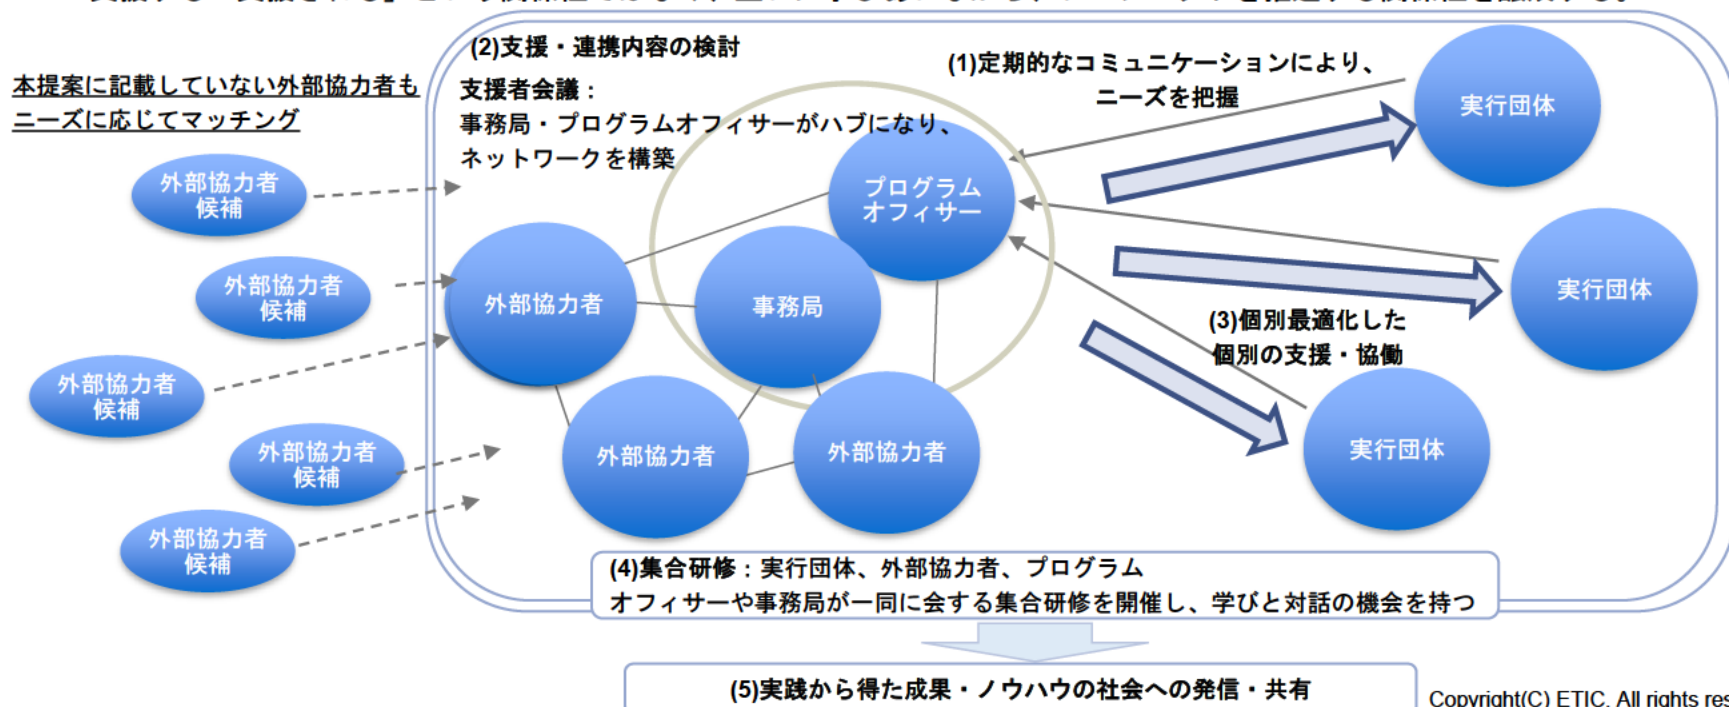 (2)支援・連携内容の検討
支援者会議：
事務局・プログラムオフィサーがハブになり、
ネットワークを構築
本提案に記載していない外部協力者も
ニーズに応じてマッチング
(1)定期的なコミュニケーションにより、
ニーズを把握
外部協力者
候補
外部協力者
候補
外部協力者
候補
外部協力者
候補
外部協力者
候補
プログラム
オフィサー
事務局
外部協力者
外部協力者
外部協力者
実行団体
実行団体
実行団体
(3)個別最適化した
個別の支援・協働
(4)集合研修：実行団体、外部協力者、プログラム
オフィサーや事務局が一同に会する集合研修を開催し、学びと対話の機会を持つ
(5)実践から得た成果・ノウハウの社会への発信・共有
Copyright(C) ETIC. All rights res